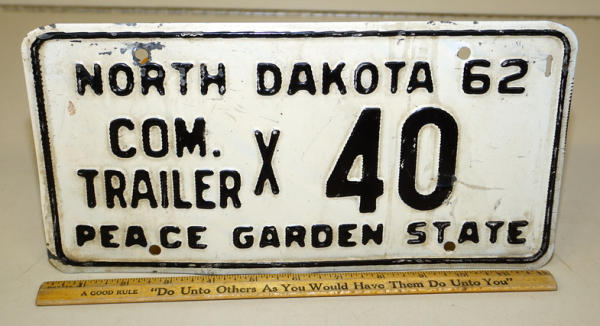 NORTH DAKOTA 62
COM. TRAILER X 40
PEACE GARDEN STATE
A GOOD RULE "Do Unto Others As You Would Have Them Do Unto You"